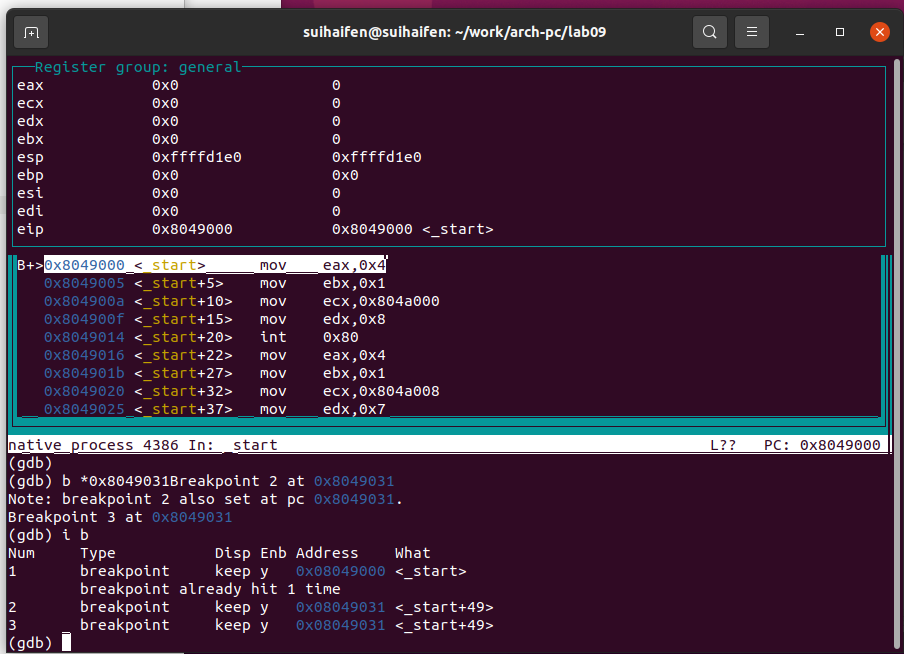 suihaifen@suihaifen: ~/work/arch-pc/lab09
Register group: general
eax 0x0 0
ecx 0x0 0
edx 0x0 0
ebx 0x0 0
esp 0xffffd1e0 0xffffd1e0
ebp 0x0 0x0
esi 0x0 0
edi 0x0 0
eip 0x8049000 0x8049000 <_start>
B+>0x8049000 <_start> mov eax,0x4
0x8049005 <_start+5> mov ebx,0x1
0x804900a <_start+10> mov ecx,0x804a000
0x804900f <_start+15> mov edx,0x8
0x8049014 <_start+20> int 0x80
0x8049016 <_start+22> mov eax,0x4
0x804901b <_start+27> mov ebx,0x1
0x8049020 <_start+32> mov ecx,0x804a008
0x8049025 <_start+37> mov edx,0x7
native process 4386 In: _start L?? PC: 0x8049000
(gdb)
(gdb) b *0x8049031Breakpoint 2 at 0x8049031
Note: breakpoint 2 also set at pc 0x8049031.
Breakpoint 3 at 0x8049031
(gdb) i b
Num Type Disp Enb Address What
1 breakpoint keep y 0x08049000 <_start>
breakpoint already hit 1 time
2 breakpoint keep y 0x08049031 <_start+49>
3 breakpoint keep y 0x08049031 <_start+49>
(gdb)